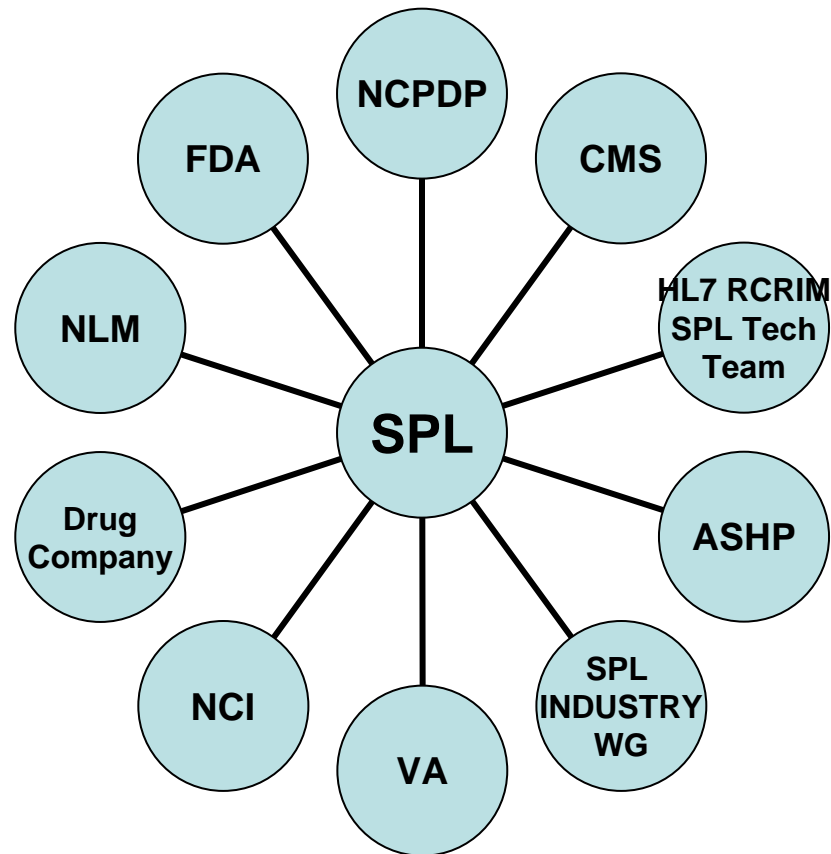 NCPDP
FDA
CMS
HL7 RCRIM
SPL Tech
Team
NLM
SPL
Drug
Company
ASHP
SPL
INDUSTRY
WG
NCI
VA